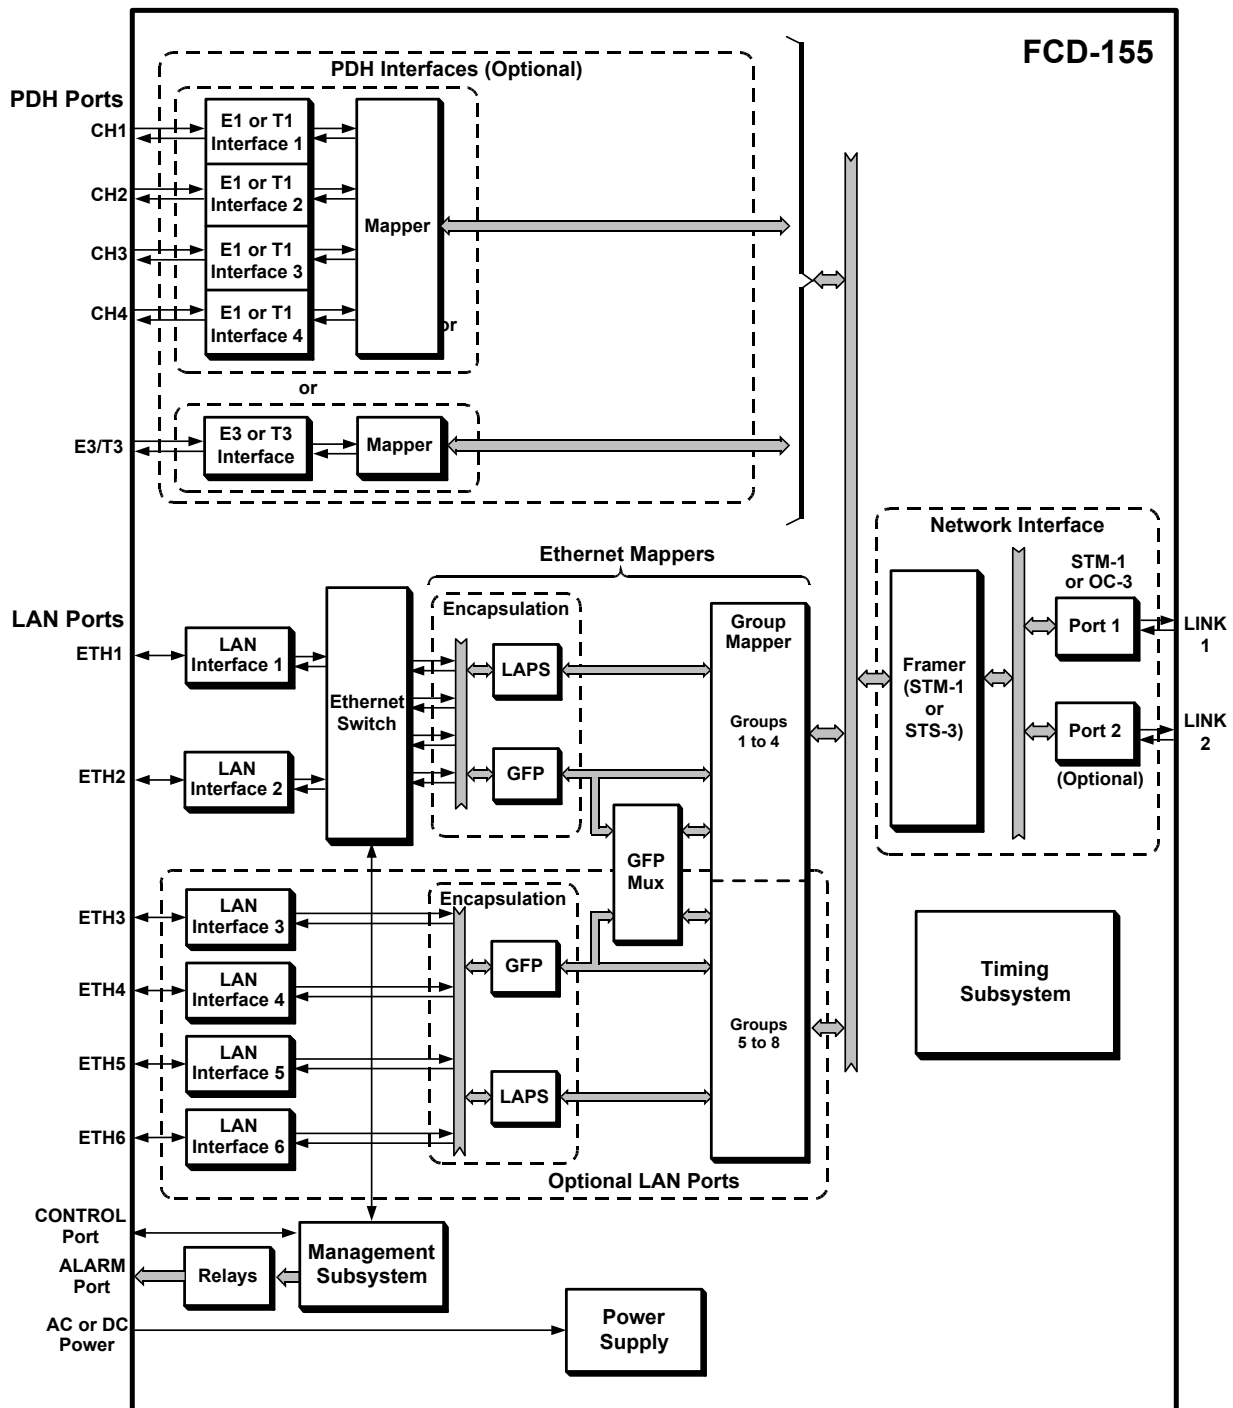 FCD-155
PDH Interfaces (Optional)
PDH Ports
CH1
E1 or T1
Interface 1
CH2
E1 or T1
Interface 2
CH3
E1 or T1
Interface 3
CH4
E1 or T1
Interface 4
Mapper
or
or
E3/T3
E3 or T3
Interface
Mapper
Network Interface
Ethernet Mappers
LAN Ports
ETH1
LAN
Interface 1
ETH2
LAN
Interface 2
Ethernet
Switch
Encapsulation
LAPS
GFP
Group
Mapper
Groups
1 to 4
GFP
Mux
Framer
(STM-1
or
STS-3)
STM-1
or OC-3
Port 1
LINK
1
Port 2
(Optional)
LINK
2
ETH3
LAN
Interface 3
ETH4
LAN
Interface 4
ETH5
LAN
Interface 5
ETH6
LAN
Interface 6
Encapsulation
GFP
LAPS
Groups
5 to 8
Optional LAN Ports
Timing
Subsystem
CONTROL
Port
ALARM
Port
Relays
Management
Subsystem
AC or DC
Power
Power
Supply